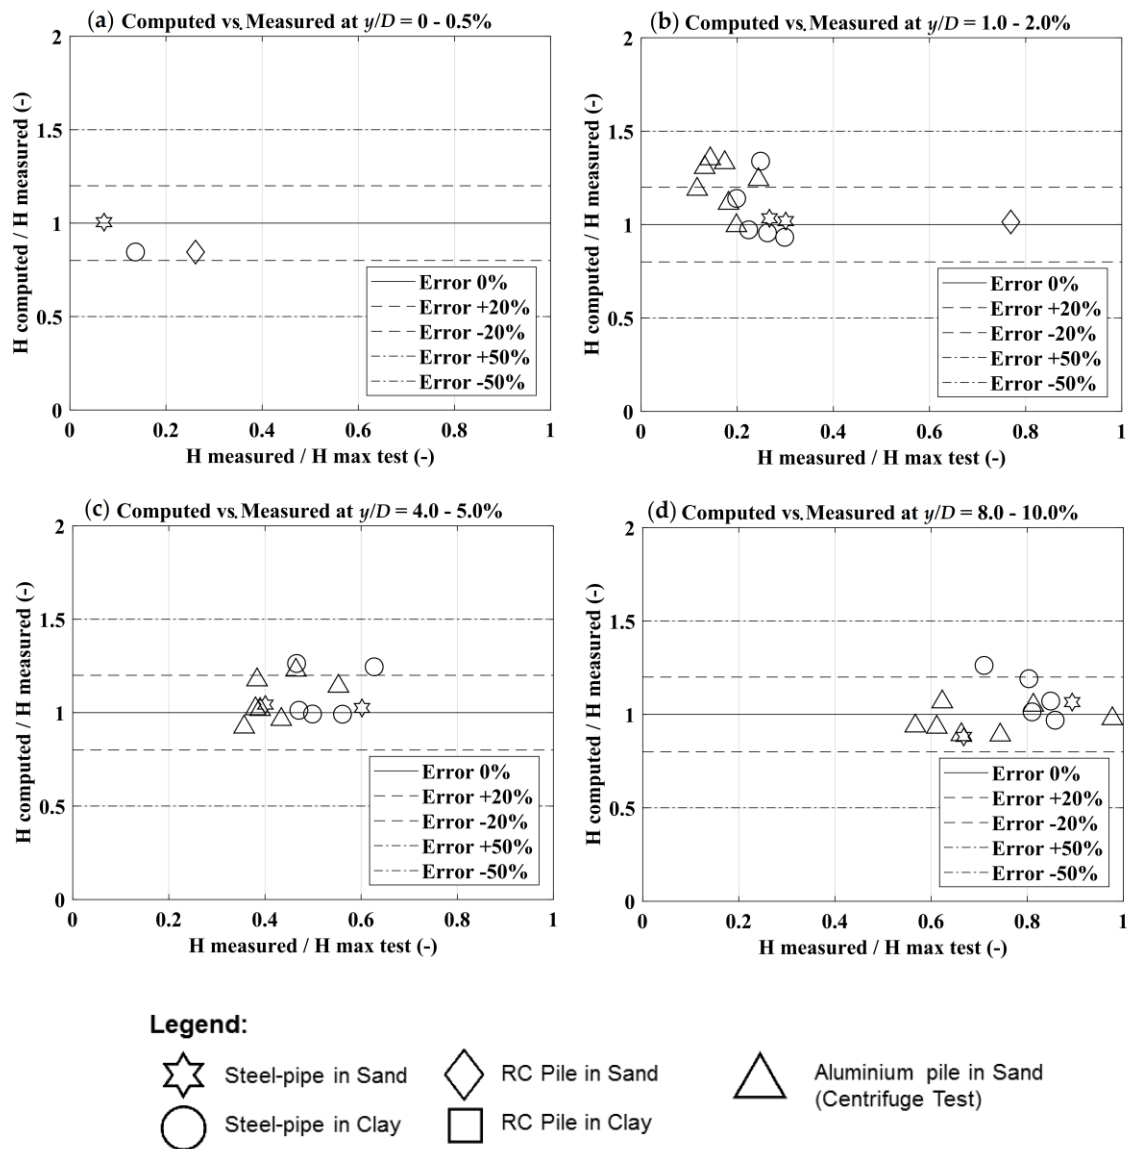 (a) Computed vs. Measured at y/D = 0 - 0.5%
2
1.5
1
0.5
0
H computed / H measured (-)
Error 0%
Error +20%
Error -20%
Error +50%
Error -50%
0 0.2 0.4 0.6 0.8 1
H measured / H max test (-)
(b) Computed vs. Measured at y/D = 1.0 - 2.0%
2
1.5
1
0.5
0
H computed / H measured (-)
Error 0%
Error +20%
Error -20%
Error +50%
Error -50%
0 0.2 0.4 0.6 0.8 1
H measured / H max test (-)
(c) Computed vs. Measured at y/D = 4.0 - 5.0%
2
1.5
1
0.5
0
H computed / H measured (-)
Error 0%
Error +20%
Error -20%
Error +50%
Error -50%
0 0.2 0.4 0.6 0.8 1
H measured / H max test (-)
(d) Computed vs. Measured at y/D = 8.0 - 10.0%
2
1.5
1
0.5
0
H computed / H measured (-)
Error 0%
Error +20%
Error -20%
Error +50%
Error -50%
0 0.2 0.4 0.6 0.8 1
H measured / H max test (-)
Legend:
Steel-pipe in Sand
RC Pile in Sand
Aluminium pile in Sand
(Centrifuge Test)
Steel-pipe in Clay
RC Pile in Clay